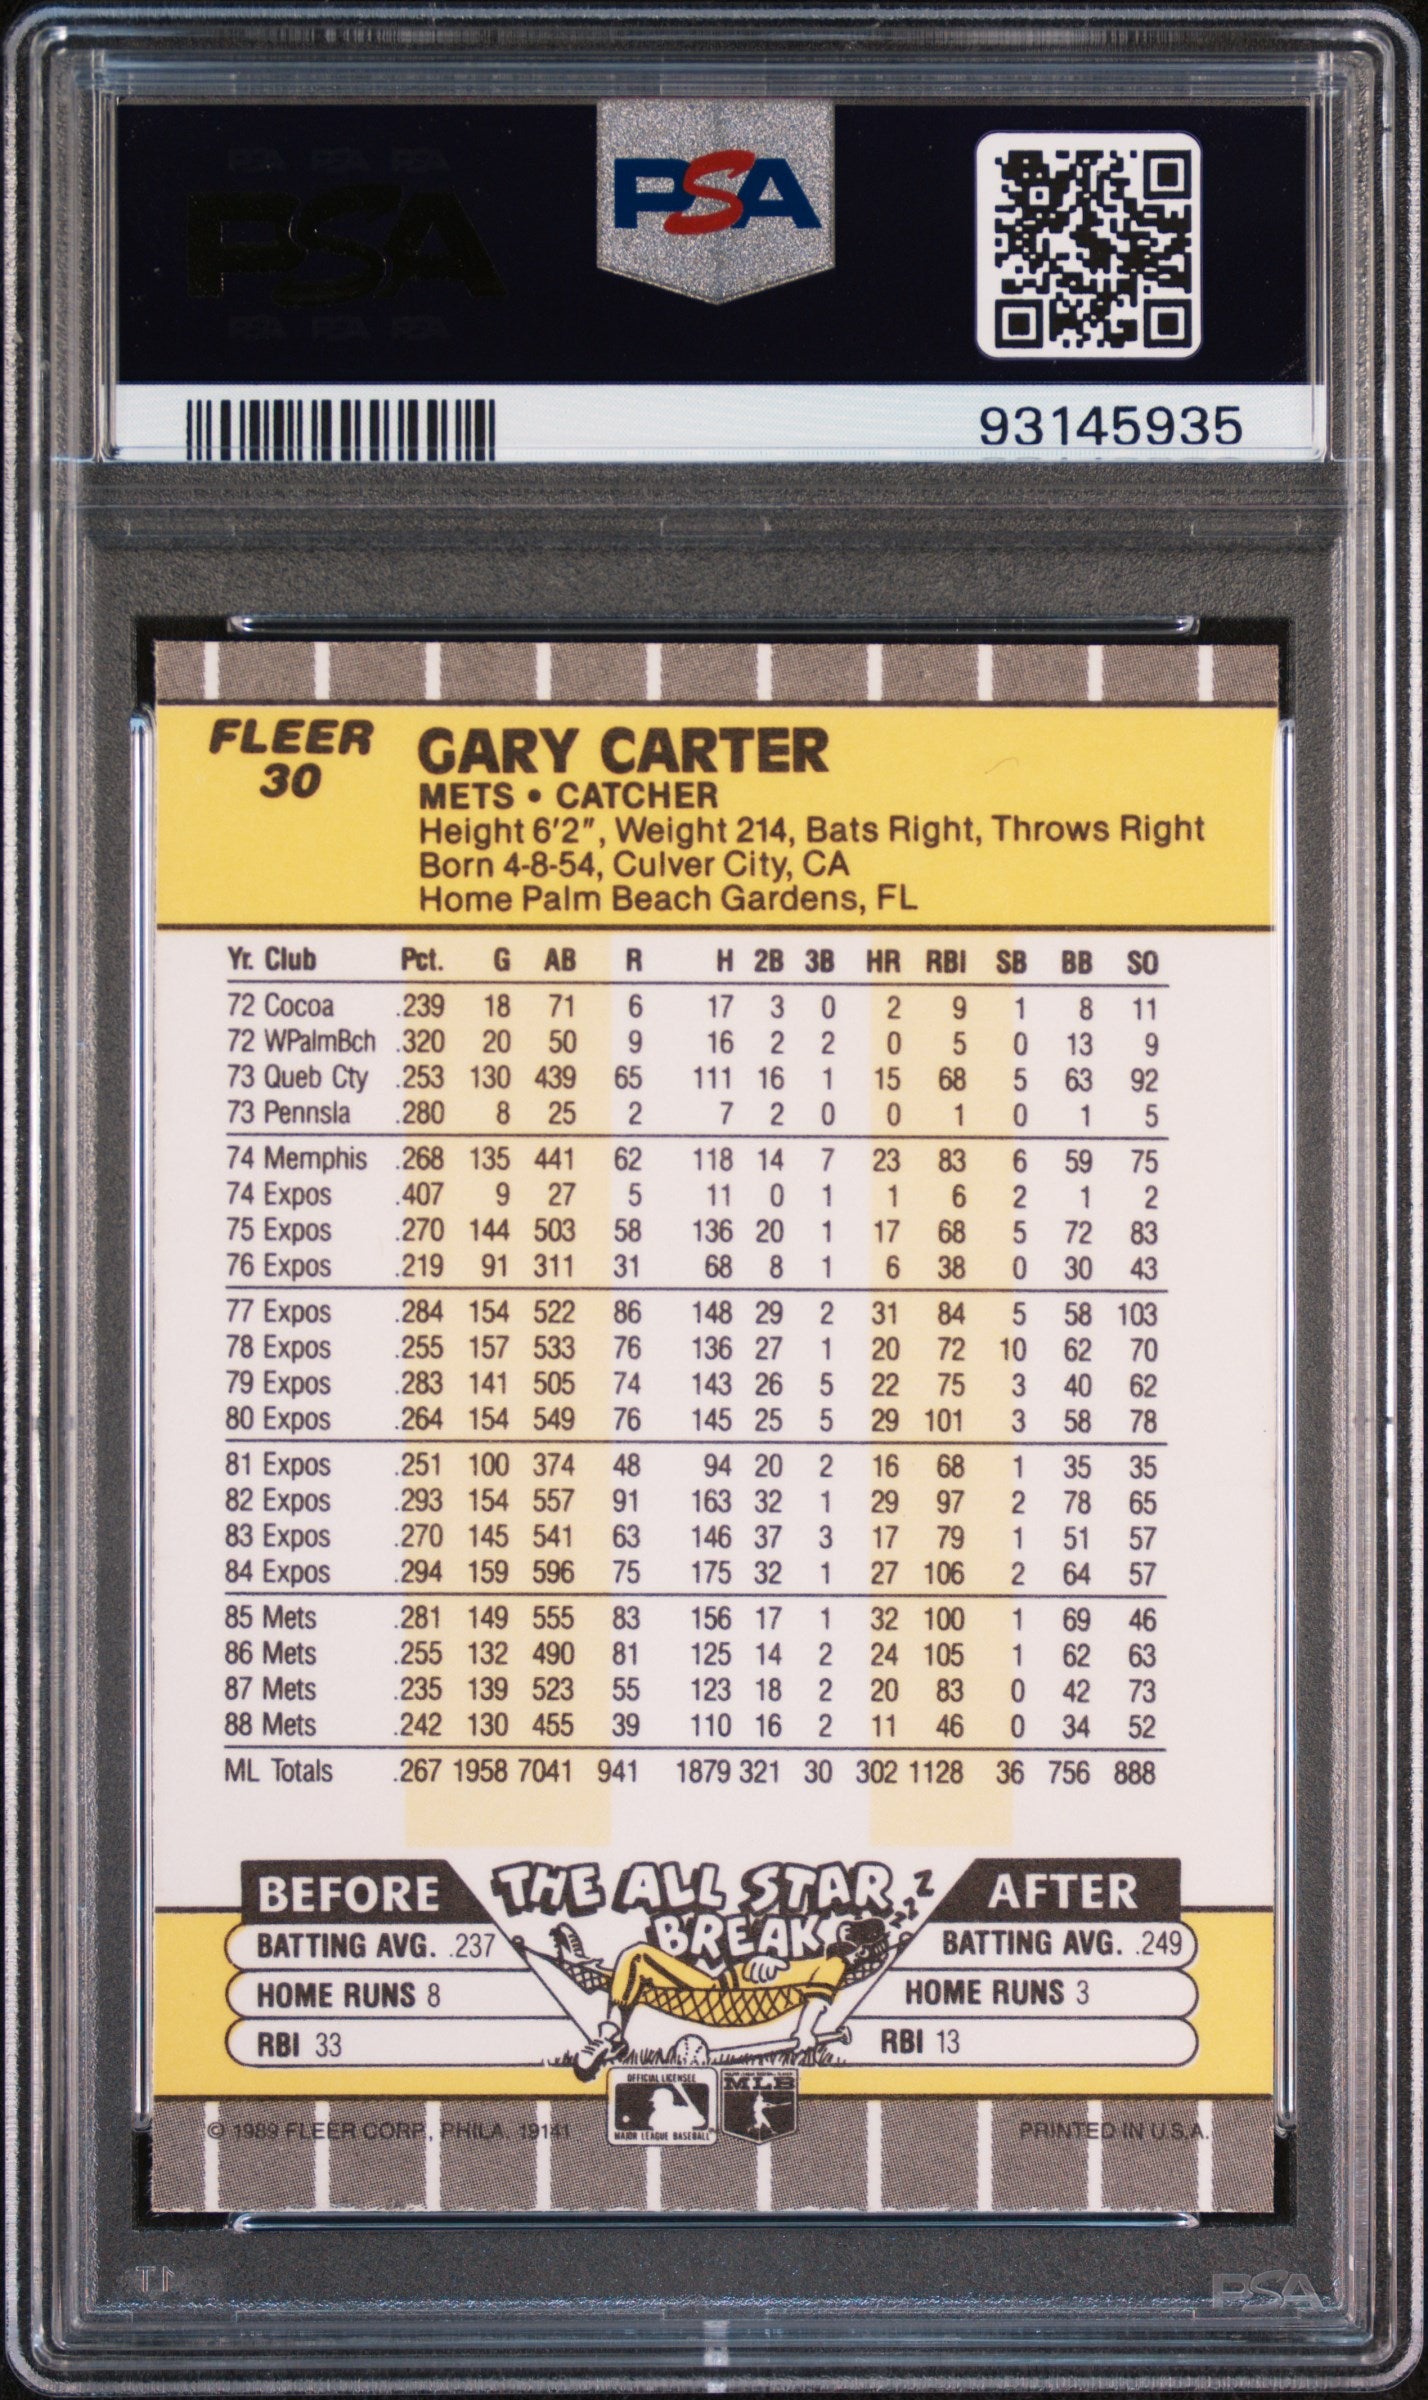 PSA PSA PSA
PSA
PSA
PSA PSA PSA
93145935
FLEER
30
GARY CARTER
METS • CATCHER
Height 6'2", Weight 214, Bats Right, Throws Right
Born 4-8-54, Culver City, CA
Home Palm Beach Gardens, FL
Yr. Club Pct. G AB R H 2B 3B HR RBI SB BB SO
72 Cocoa .239 18 71 6 17 3 0 2 9 1 8 11
72 WPalmBch .320 20 50 9 16 2 2 0 5 0 13 9
73 Queb Cty .253 130 439 65 111 16 1 15 68 5 63 92
73 Pennsla .280 8 25 2 7 2 0 0 1 0 1 5
74 Memphis .268 135 441 62 118 14 7 23 83 6 59 75
74 Expos .407 9 27 5 11 0 1 1 6 2 1 2
75 Expos .270 144 503 58 136 20 1 17 68 5 72 83
76 Expos .219 91 311 31 68 8 1 6 38 0 30 43
77 Expos .284 154 522 86 148 29 2 31 84 5 58 103
78 Expos .255 157 533 76 136 27 1 20 72 10 62 70
79 Expos .283 141 505 74 143 26 5 22 75 3 40 62
80 Expos .264 154 549 76 145 25 5 29 101 3 58 78
81 Expos .251 100 374 48 94 20 2 16 68 1 35 35
82 Expos .293 154 557 91 163 32 1 29 97 2 78 65
83 Expos .270 145 541 63 146 37 3 17 79 1 51 57
84 Expos .294 159 596 75 175 32 1 27 106 2 64 57
85 Mets .281 149 555 83 156 17 1 32 100 1 69 46
86 Mets .255 132 490 81 125 14 2 24 105 1 62 63
87 Mets .235 139 523 55 123 18 2 20 83 0 42 73
88 Mets .242 130 455 39 110 16 2 11 46 0 34 52
ML Totals .267 1958 7041 941 1879 321 30 302 1128 36 756 888
BEFORE THE ALL STAR BREAK ZZZZ AFTER
BATTING AVG. .237 BATTING AVG. .249
HOME RUNS 8 HOME RUNS 3
RBI 33 RBI 13
OFFICIAL LICENSEE
MAJOR LEAGUE BASEBALL
MLB
© 1989 FLEER CORP., PHILA. 19141 PRINTED IN U.S.A.
PSA